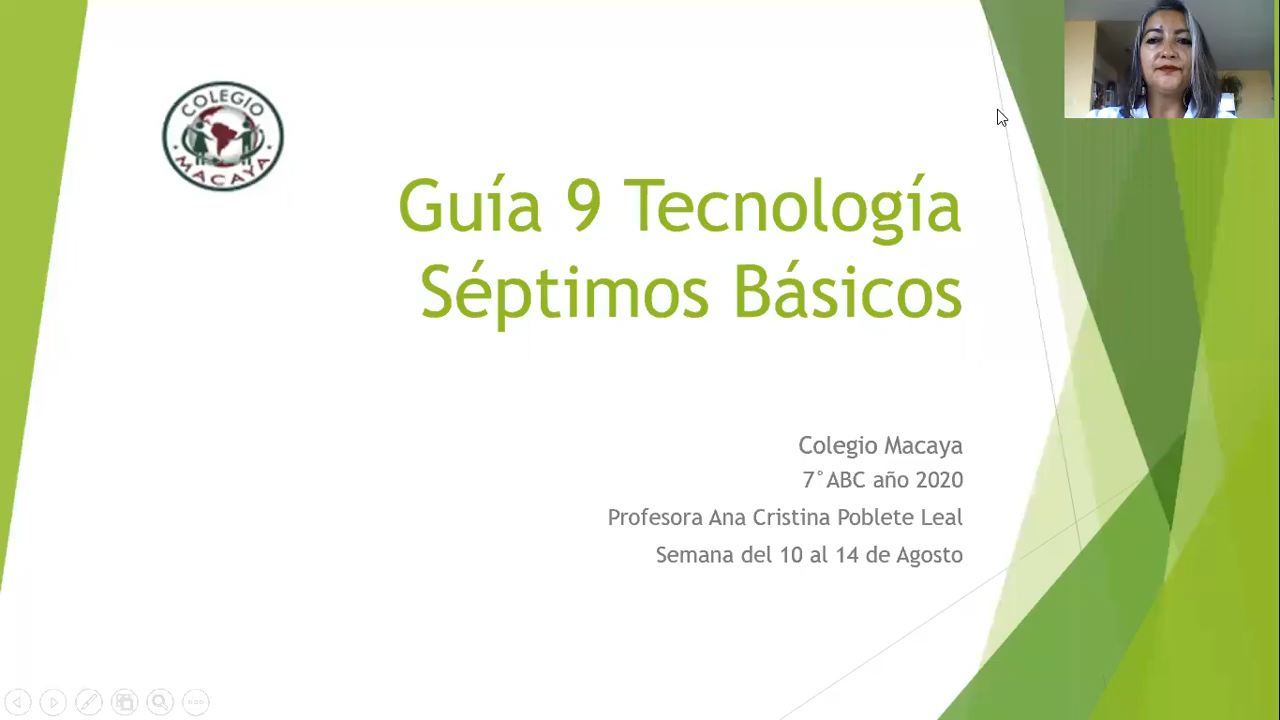 COLEGIO
MACAYA
Guía 9 Tecnología
Séptimos Básicos
Colegio Macaya
7°ABC año 2020
Profesora Ana Cristina Poblete Leal
Semana del 10 al 14 de Agosto